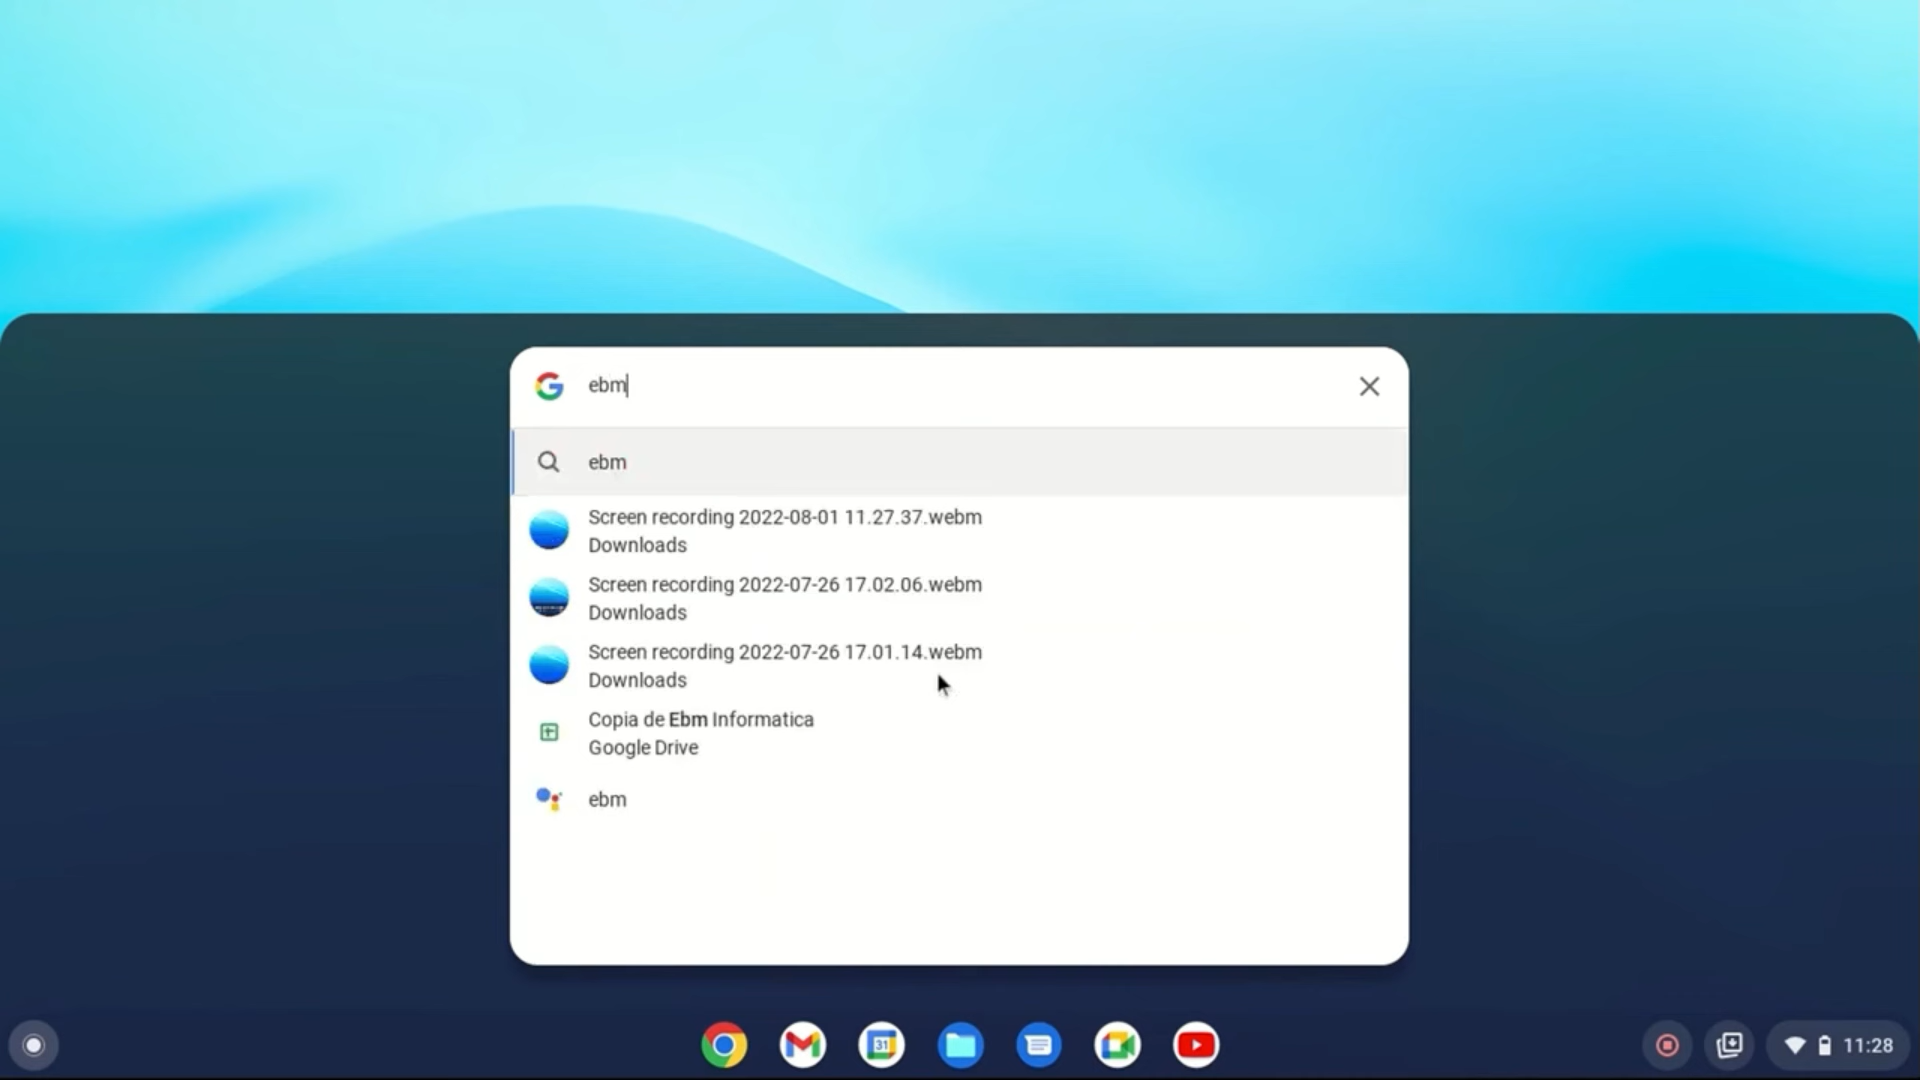 ebm
ebm
Screen recording 2022-08-01 11.27.37.webm
Downloads
Screen recording 2022-07-26 17.02.06.webm
Downloads
Screen recording 2022-07-26 17.01.14.webm
Downloads
Copia de Ebm Informatica
Google Drive
ebm
31
11:28